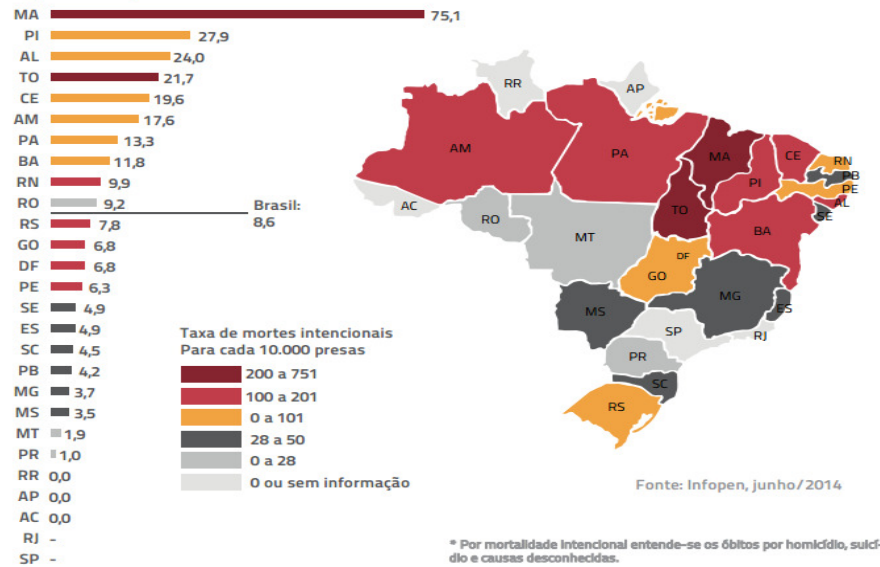 MA 75,1
PI 27,9
AL 24,0
TO 21,7
CE 19,6
AM 17,6
PA 13,3
BA 11,8
RN 9,9
RO 9,2
Brasil:
8,6
RS 7,8
GO 6,8
DF 6,8
PE 6,3
SE 4,9
ES 4,9
SC 4,5
PB 4,2
MG 3,7
MS 3,5
MT 1,9
PR 1,0
RR 0,0
AP 0,0
AC 0,0
RJ -
SP -
Taxa de mortes intencionais
Para cada 10.000 presas
200 a 751
100 a 201
0 a 101
28 a 50
0 a 28
0 ou sem informação
RR
AP
AM
PA
MA
CE
RN
PB
PE
PI
AL
SE
AC
RO
TO
BA
MT
DF
GO
MG
ES
MS
SP
RJ
PR
SC
RS
Fonte: Infopen, junho/2014
* Por mortalidade intencional entende-se os óbitos por homicídio, suicí-
dio e causas desconhecidas.